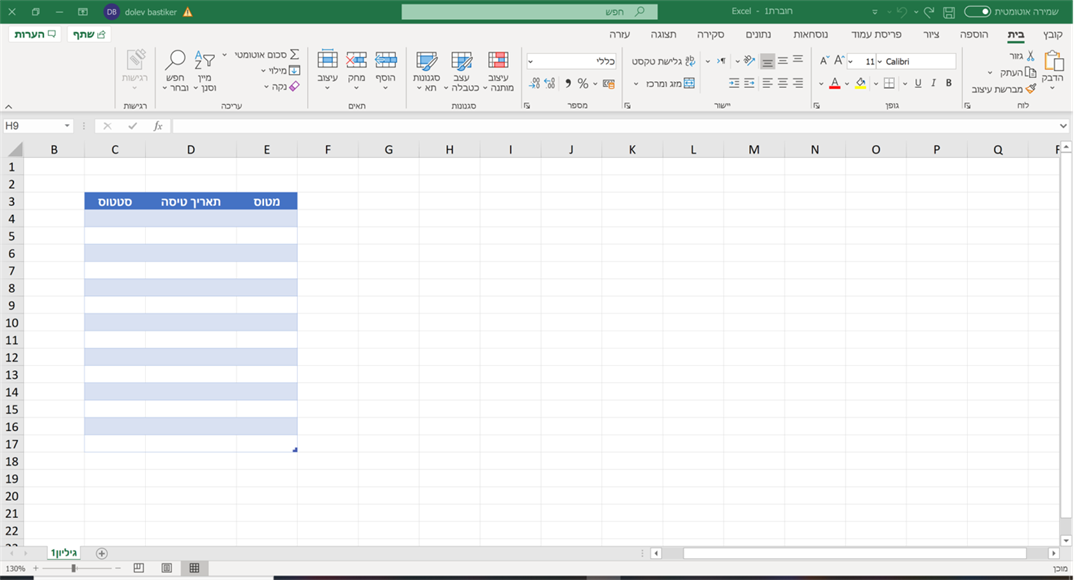 שמירה אוטומטית
חוברת1 - Excel
חפש
dolev bastiker
DB
קובץ בית הוספה ציור פריסת עמוד נוסחאות נתונים סקירה תצוגה עזרה
שתף
הערות
הדבק
גזור
העתק
מברשת עיצוב
לוח
Calibri 11
B I U
גופן
גלישת טקסט
מזג ומרכז
יישור
כללי
מספר
עיצוב מותנה
עצב כטבלה
סגנונות תא
סגנונות
הוסף
מחק
עיצוב
תאים
סכום אוטומטי
מילוי
נקה
מיין וסנן
חפש ובחר
עריכה
רגישות
רגישות
H9
fx
B C D E F G H I J K L M N O P Q
1
2
3 מטוס תאריך טיסה סטטוס
4
5
6
7
8
9
10
11
12
13
14
15
16
17
18
19
20
21
22
גיליון1
מוכן
130%